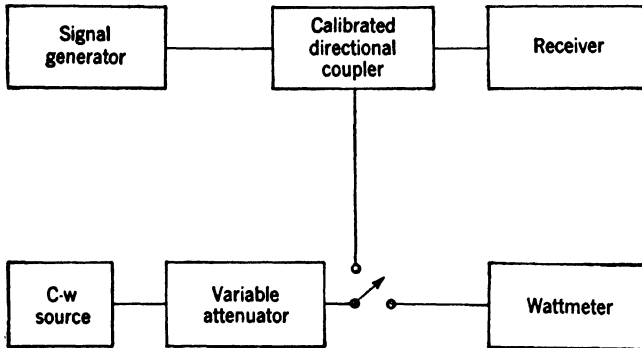 Signal
generator
Calibrated
directional
coupler
Receiver
C-w
source
Variable
attenuator
Wattmeter